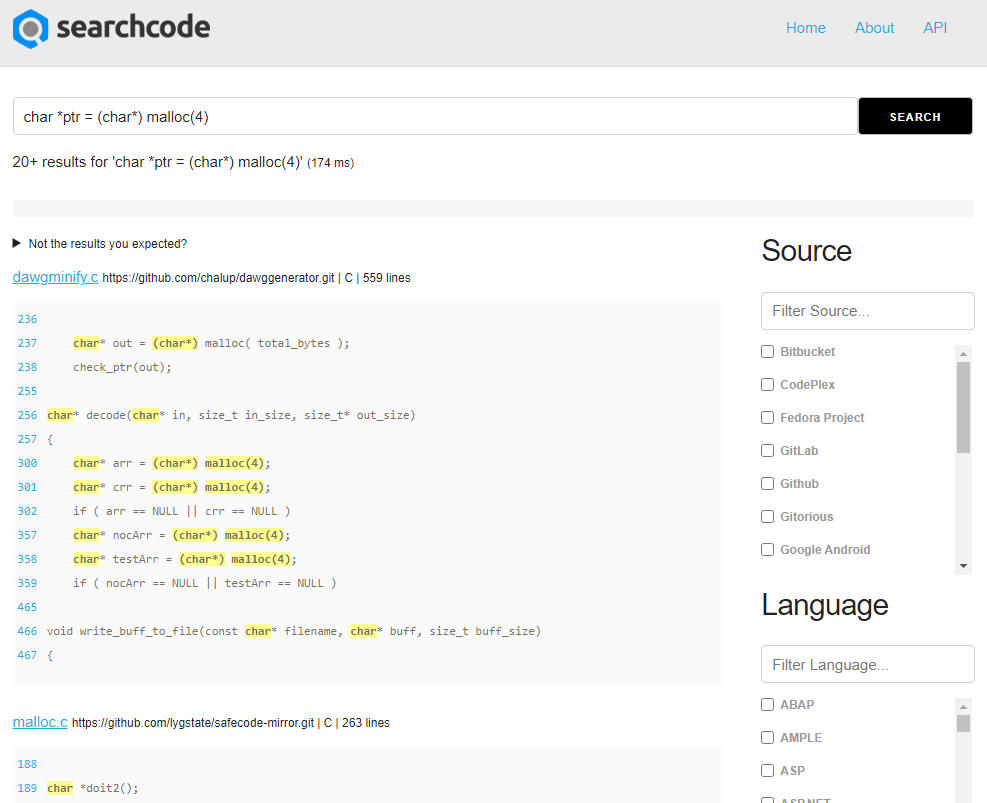 searchcode
Home About API
char *ptr = (char*) malloc(4)
SEARCH
20+ results for 'char *ptr = (char*) malloc(4)' (174 ms)
Not the results you expected?
dawgminify.c https://github.com/chalup/dawggenerator.git | C | 559 lines
236
237 char* out = (char*) malloc( total_bytes );
238 check_ptr(out);
255
256 char* decode(char* in, size_t in_size, size_t* out_size)
257 {
300 char* arr = (char*) malloc(4);
301 char* crr = (char*) malloc(4);
302 if ( arr == NULL || crr == NULL )
357 char* nocArr = (char*) malloc(4);
358 char* testArr = (char*) malloc(4);
359 if ( nocArr == NULL || testArr == NULL )
465
466 void write_buff_to_file(const char* filename, char* buff, size_t buff_size)
467 {
malloc.c https://github.com/lygstate/safecode-mirror.git | C | 263 lines
188
189 char *doit2();
Source
Filter Source...
Bitbucket
CodePlex
Fedora Project
GitLab
Github
Gitorious
Google Android
Language
Filter Language...
ABAP
AMPLE
ASP
ASP.NET